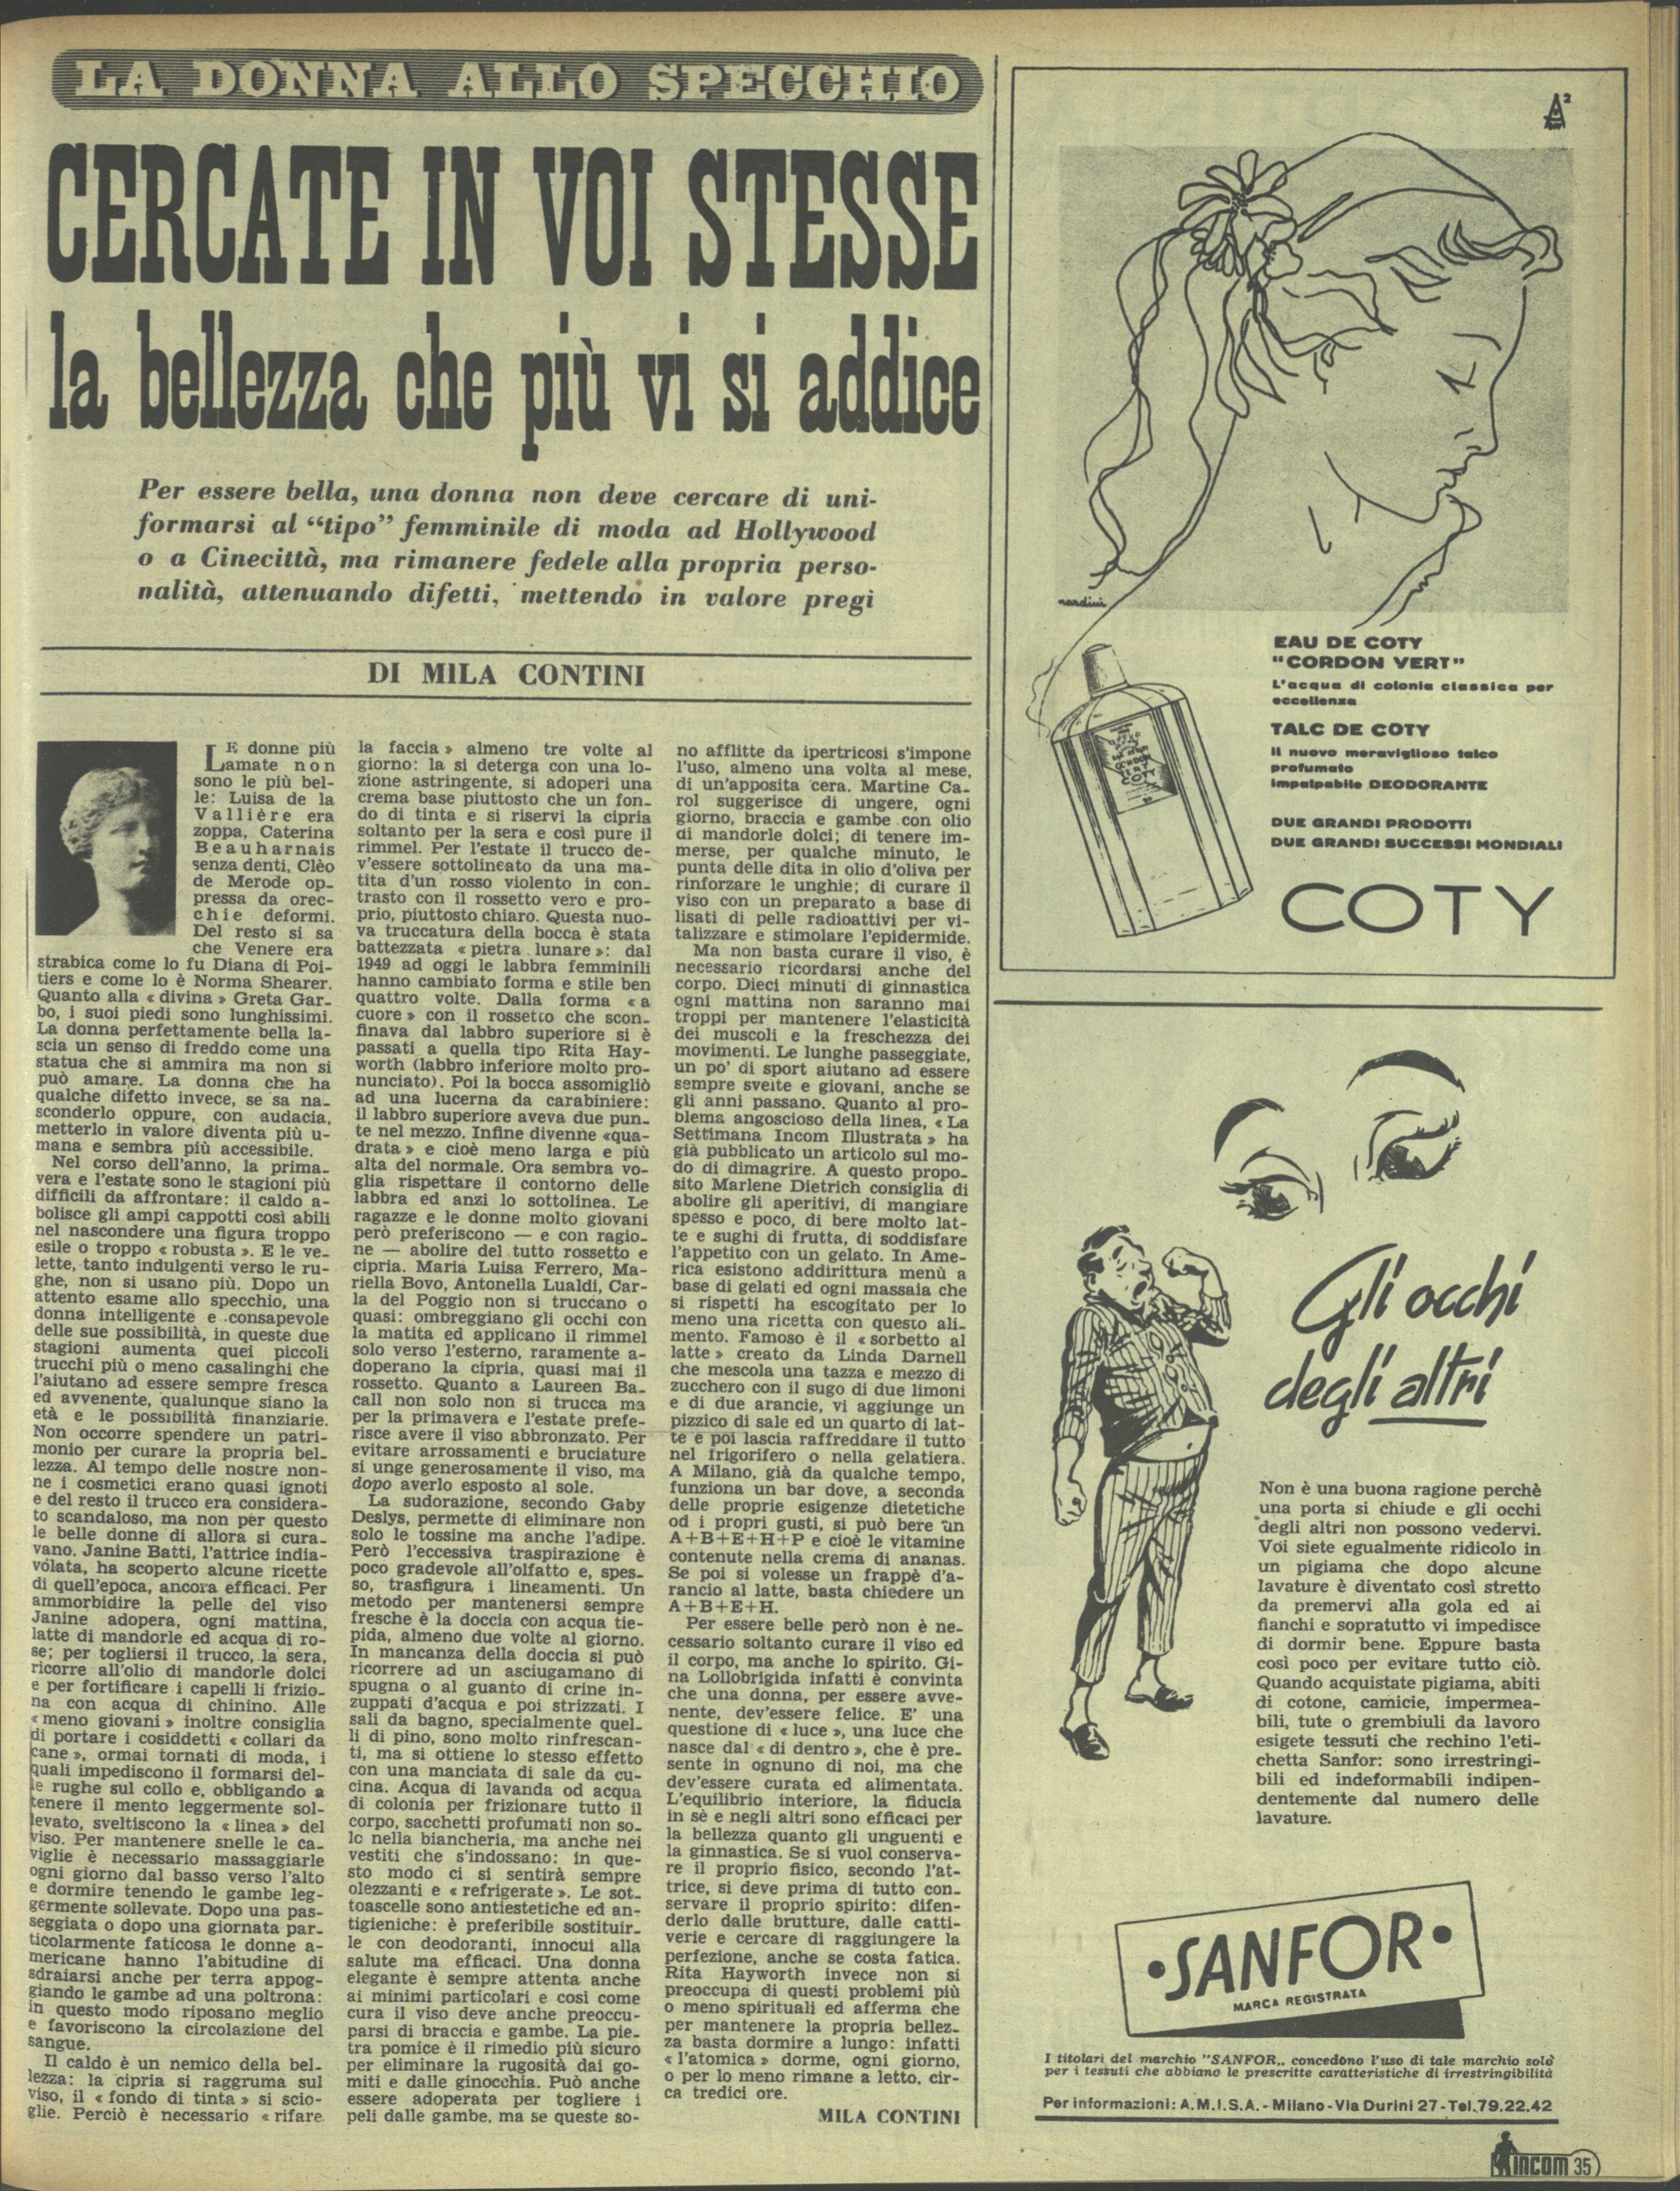 LA DONNA ALLO SPECCHIO
CERCATE IN VOI STESSE
la bellezza che più vi si addice
Per essere bella, una donna non deve cercare di uni-
formarsi al “tipo” femminile di moda ad Hollywood
o a Cinecittà, ma rimanere fedele alla propria perso-
nalità, attenuando difetti, mettendo in valore pregi
DI MILA CONTINI
LE donne più
amate non
sono le più bel-
le: Luisa de la
Vallière era
zoppa, Caterina
Beauharnais
senza denti, Clèo
de Merode op-
pressa da orec-
chie deformi.
Del resto si sa
che Venere era
strabica come lo fu Diana di Poi-
tiers e come lo è Norma Shearer.
Quanto alla « divina » Greta Gar-
bo, i suoi piedi sono lunghissimi.
La donna perfettamente bella la-
scia un senso di freddo come una
statua che si ammira ma non si
può amare. La donna che ha
qualche difetto invece, se sa na-
sconderlo oppure, con audacia,
metterlo in valore diventa più u-
mana e sembra più accessibile.
Nel corso dell'anno, la prima-
vera e l'estate sono le stagioni più
difficili da affrontare: il caldo a-
bolisce gli ampi cappotti così abili
nel nascondere una figura troppo
esile o troppo « robusta ». E le ve-
lette, tanto indulgenti verso le ru-
ghe, non si usano più. Dopo un
attento esame allo specchio, una
donna intelligente e consapevole
delle sue possibilità, in queste due
stagioni aumenta quei piccoli
trucchi più o meno casalinghi che
l'aiutano ad essere sempre fresca
ed avvenente, qualunque siano la
età e le possibilità finanziarie.
Non occorre spendere un patri-
monio per curare la propria bel-
lezza. Al tempo delle nostre non-
ne i cosmetici erano quasi ignoti
e del resto il trucco era considera-
to scandaloso, ma non per questo
le belle donne di allora si cura-
vano. Janine Batti, l'attrice india-
volata, ha scoperto alcune ricette
di quell'epoca, ancora efficaci. Per
ammorbidire la pelle del viso
Janine adopera, ogni mattina,
latte di mandorle ed acqua di ro-
se; per togliersi il trucco, la sera,
ricorre all'olio di mandorle dolci
e per fortificare i capelli li frizio-
na con acqua di chinino. Alle
« meno giovani » inoltre consiglia
di portare i cosiddetti « collari da
cane », ormai tornati di moda, i
quali impediscono il formarsi del-
le rughe sul collo e, obbligando a
tenere il mento leggermente sol-
levato, sveltiscono la « linea » del
viso. Per mantenere snelle le ca-
viglie è necessario massaggiarle
ogni giorno dal basso verso l'alto
e dormire tenendo le gambe leg-
germente sollevate. Dopo una pas-
seggiata o dopo una giornata par-
ticolarmente faticosa le donne a-
mericane hanno l'abitudine di
sdraiarsi anche per terra appog-
giando le gambe ad una poltrona:
in questo modo riposano meglio
e favoriscono la circolazione del
sangue.
Il caldo è un nemico della bel-
lezza: la cipria si raggruma sul
viso, il « fondo di tinta » si scio-
glie. Perciò è necessario « rifare
la faccia » almeno tre volte al
giorno: la si deterga con una lo-
zione astringente, si adoperi una
crema base piuttosto che un fon-
do di tinta e si riservi la cipria
soltanto per la sera e così pure il
rimmel. Per l'estate il trucco de-
v'essere sottolineato da una ma-
tita d'un rosso violento in con-
trasto con il rossetto vero e pro-
prio, piuttosto chiaro. Questa nuo-
va truccatura della bocca è stata
battezzata « pietra lunare »: dal
1949 ad oggi le labbra femminili
hanno cambiato forma e stile ben
quattro volte. Dalla forma « a
cuore » con il rossetto che scon-
finava dal labbro superiore si è
passati a quella tipo Rita Hay-
worth (labbro inferiore molto pro-
nunciato). Poi la bocca assomigliò
ad una lucerna da carabiniere:
il labbro superiore aveva due pun-
te nel mezzo. Infine divenne «qua-
drata » e cioè meno larga e più
alta del normale. Ora sembra vo-
glia rispettare il contorno delle
labbra ed anzi lo sottolinea. Le
ragazze e le donne molto giovani
però preferiscono — e con ragio-
ne — abolire del tutto rossetto e
cipria. Maria Luisa Ferrero, Ma-
riella Bovo, Antonella Lualdi, Car-
la del Poggio non si truccano o
quasi: ombreggiano gli occhi con
la matita ed applicano il rimmel
solo verso l'esterno, raramente a-
doperano la cipria, quasi mai il
rossetto. Quanto a Laureen Ba-
call non solo non si trucca ma
per la primavera e l'estate prefe-
risce avere il viso abbronzato. Per
evitare arrossamenti e bruciature
si unge generosamente il viso, ma
dopo averlo esposto al sole.
La sudorazione, secondo Gaby
Deslys, permette di eliminare non
solo le tossine ma anche l'adipe.
Però l'eccessiva traspirazione è
poco gradevole all'olfatto e, spes-
so, trasfigura i lineamenti. Un
metodo per mantenersi sempre
fresche è la doccia con acqua tie-
pida, almeno due volte al giorno.
In mancanza della doccia si può
ricorrere ad un asciugamano di
spugna o al guanto di crine in-
zuppati d'acqua e poi strizzati. I
sali da bagno, specialmente quel-
li di pino, sono molto rinfrescan-
ti, ma si ottiene lo stesso effetto
con una manciata di sale da cu-
cina. Acqua di lavanda od acqua
di colonia per frizionare tutto il
corpo, sacchetti profumati non so-
lo nella biancheria, ma anche nei
vestiti che s'indossano: in que-
sto modo ci si sentirà sempre
olezzanti e « refrigerate ». Le sot-
toascelle sono antiestetiche ed an-
tigieniche: è preferibile sostituir-
le con deodoranti, innocui alla
salute ma efficaci. Una donna
elegante è sempre attenta anche
ai minimi particolari e così come
cura il viso deve anche preoccu-
parsi di braccia e gambe. La pie-
tra pomice è il rimedio più sicuro
per eliminare la rugosità dai go-
miti e dalle ginocchia. Può anche
essere adoperata per togliere i
peli dalle gambe, ma se queste so-
no afflitte da ipertricosi s'impone
l'uso, almeno una volta al mese,
di un'apposita cera. Martine Ca-
rol suggerisce di ungere, ogni
giorno, braccia e gambe con olio
di mandorle dolci; di tenere im-
merse, per qualche minuto, le
punta delle dita in olio d'oliva per
rinforzare le unghie; di curare il
viso con un preparato a base di
lisati di pelle radioattivi per vi-
talizzare e stimolare l'epidermide.
Ma non basta curare il viso, è
necessario ricordarsi anche del
corpo. Dieci minuti di ginnastica
ogni mattina non saranno mai
troppi per mantenere l'elasticità
dei muscoli e la freschezza dei
movimenti. Le lunghe passeggiate,
un po' di sport aiutano ad essere
sempre svelte e giovani, anche se
gli anni passano. Quanto al pro-
blema angoscioso della linea, « La
Settimana Incom Illustrata » ha
già pubblicato un articolo sul mo-
do di dimagrire. A questo propo-
sito Marlene Dietrich consiglia di
abolire gli aperitivi, di mangiare
spesso e poco, di bere molto lat-
te e sughi di frutta, di soddisfare
l'appetito con un gelato. In Ame-
rica esistono addirittura menù a
base di gelati ed ogni massaia che
si rispetti ha escogitato per lo
meno una ricetta con questo ali-
mento. Famoso è il « sorbetto al
latte » creato da Linda Darnell
che mescola una tazza e mezzo di
zucchero con il sugo di due limoni
e di due arancie, vi aggiunge un
pizzico di sale ed un quarto di lat-
te e poi lascia raffreddare il tutto
nel frigorifero o nella gelatiera.
A Milano, già da qualche tempo,
funziona un bar dove, a seconda
delle proprie esigenze dietetiche
od i propri gusti, si può bere un
A+B+E+H+P e cioè le vitamine
contenute nella crema di ananas.
Se poi si volesse un frappè d'a-
rancio al latte, basta chiedere un
A+B+E+H.
Per essere belle però non è ne-
cessario soltanto curare il viso ed
il corpo, ma anche lo spirito. Gi-
na Lollobrigida infatti è convinta
che una donna, per essere avve-
nente, dev'essere felice. E' una
questione di « luce », una luce che
nasce dal « di dentro », che è pre-
sente in ognuno di noi, ma che
dev'essere curata ed alimentata.
L'equilibrio interiore, la fiducia
in sè e negli altri sono efficaci per
la bellezza quanto gli unguenti e
la ginnastica. Se si vuol conserva-
re il proprio fisico, secondo l'at-
trice, si deve prima di tutto con-
servare il proprio spirito: difen-
derlo dalle brutture, dalle catti-
verie e cercare di raggiungere la
perfezione, anche se costa fatica.
Rita Hayworth invece non si
preoccupa di questi problemi più
o meno spirituali ed afferma che
per mantenere la propria bellez-
za basta dormire a lungo: infatti
« l'atomica » dorme, ogni giorno,
o per lo meno rimane a letto, cir-
ca tredici ore.
MILA CONTINI
A²
nardini
EAU DE COTY
"CORDON VERT"
L'acqua di colonia classica per
eccellenza
TALC DE COTY
Il nuovo meraviglioso talco
profumato
impalpabile DEODORANTE
DUE GRANDI PRODOTTI
DUE GRANDI SUCCESSI MONDIALI
COTY
Gli occhi
degli altri
Non è una buona ragione perchè
una porta si chiude e gli occhi
degli altri non possono vedervi.
Voi siete egualmente ridicolo in
un pigiama che dopo alcune
lavature è diventato così stretto
da premervi alla gola ed ai
fianchi e sopratutto vi impedisce
di dormir bene. Eppure basta
così poco per evitare tutto ciò.
Quando acquistate pigiama, abiti
di cotone, camicie, impermea-
bili, tute o grembiuli da lavoro
esigete tessuti che rechino l'eti-
chetta Sanfor: sono irrestringi-
bili ed indeformabili indipen-
dentemente dal numero delle
lavature.
•SANFOR•
MARCA REGISTRATA
I titolari del marchio "SANFOR„ concedono l'uso di tale marchio solo
per i tessuti che abbiano le prescritte caratteristiche di irrestringibilità
Per informazioni: A.M.I.S.A. - Milano - Via Durini 27 - Tel. 79.22.42
INCOM 35